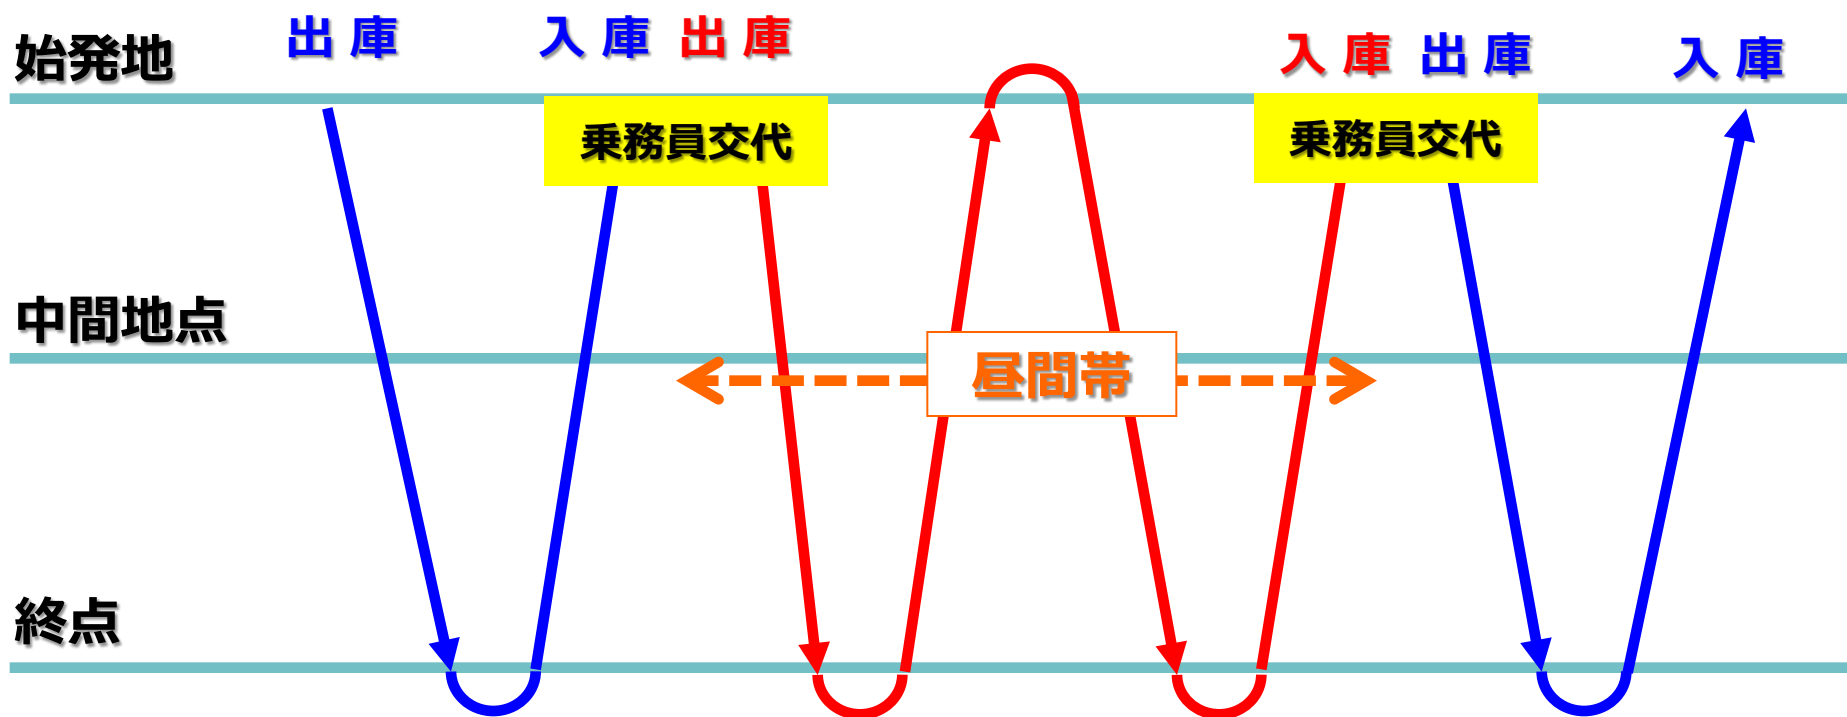 始発地
出庫
入庫
出庫
入庫
出庫
入庫
乗務員交代
乗務員交代
中間地点
昼間帯
終点